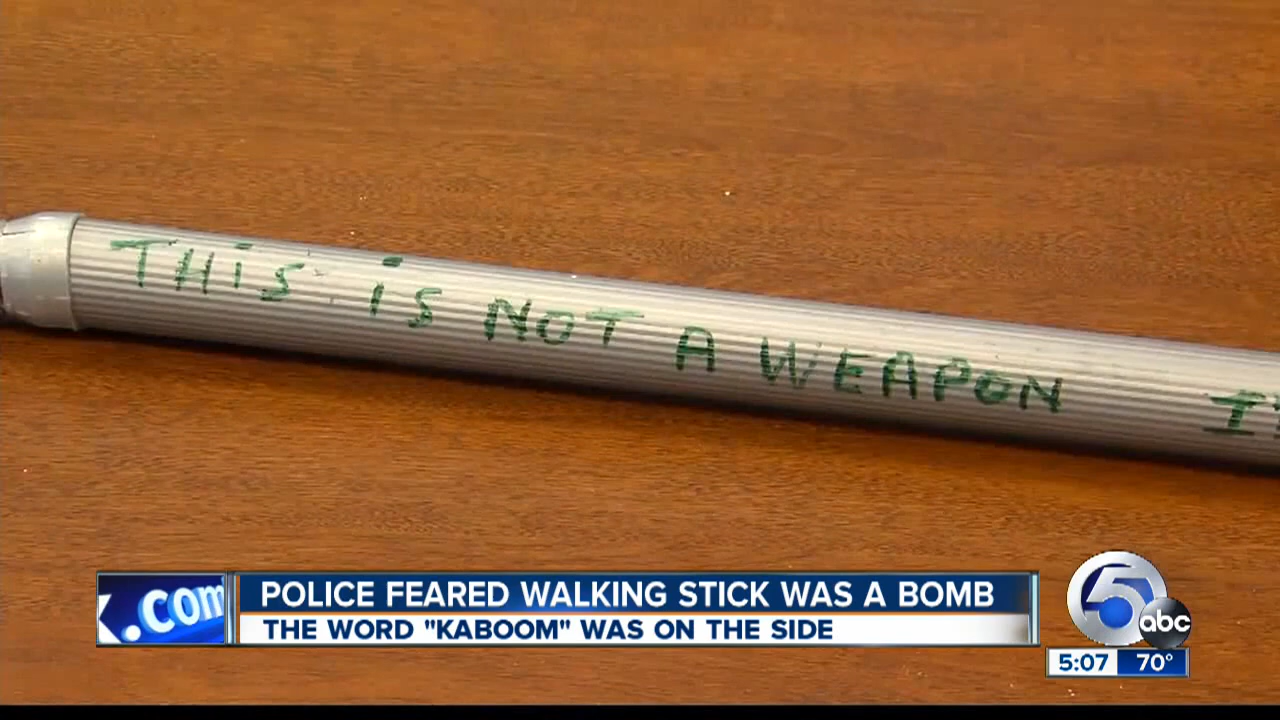 THiS is NOT A WEAPON
.com
POLICE FEARED WALKING STICK WAS A BOMB
THE WORD "KABOOM" WAS ON THE SIDE
5
abc
5:07 70°